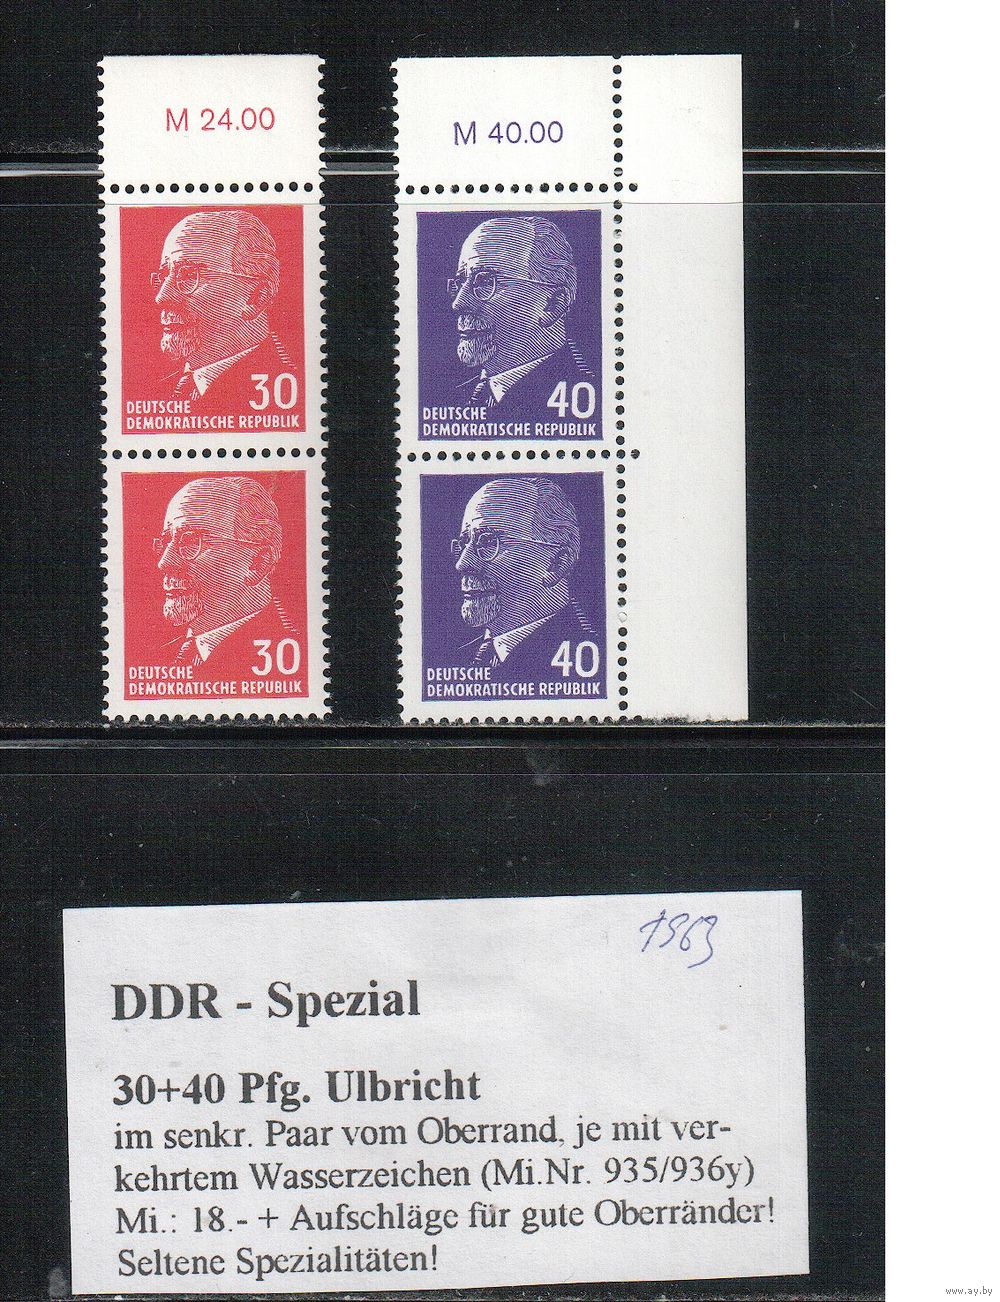 M 24.00
M 40.00
30
DEUTSCHE
DEMOKRATISCHE REPUBLIK
40
DEUTSCHE
DEMOKRATISCHE REPUBLIK
30
DEUTSCHE
DEMOKRATISCHE REPUBLIK
40
DEUTSCHE
DEMOKRATISCHE REPUBLIK
1963
DDR - Spezial
30+40 Pfg. Ulbricht
im senkr. Paar vom Oberrand, je mit ver-
kehrtem Wasserzeichen (Mi.Nr. 935/936y)
Mi.: 18.- + Aufschläge für gute Oberränder!
Seltene Spezialitäten!
www.ay.by